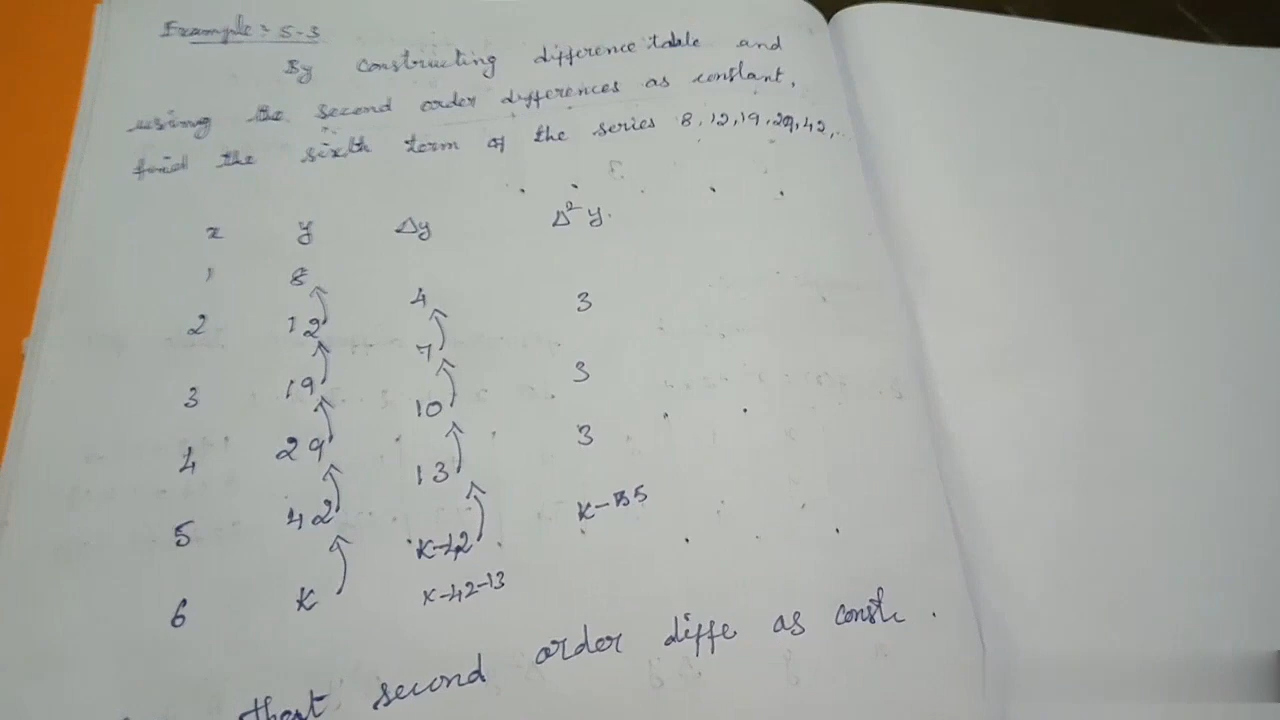 Example: 5-3
By constructing difference table and
using the second order differences as constant,
find the sixth term of the series 8,12,19,29,42,..
x y Δy Δ²y.
1 8
4 3
2 12
7
3 19 3
10
4 29 3
13
5 42 K-55
K-42
6 K K-42-13
that second order diffe as const .